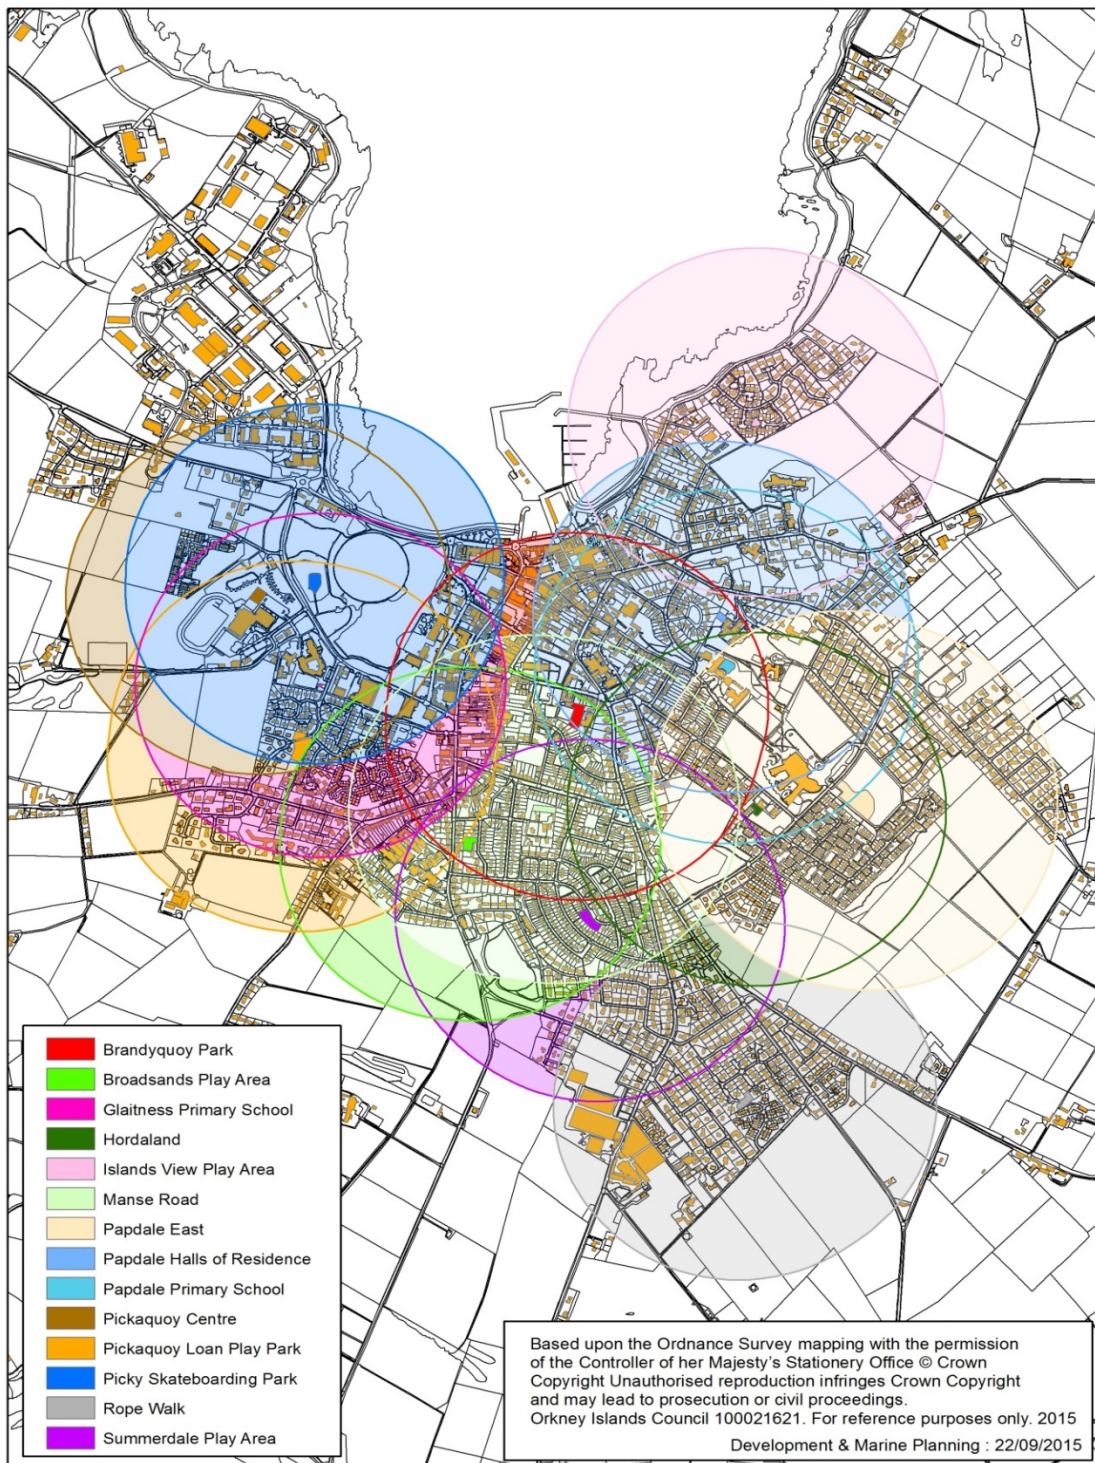 Brandyquoy Park
Broadsands Play Area
Glaitness Primary School
Hordaland
Islands View Play Area
Manse Road
Papdale East
Papdale Halls of Residence
Papdale Primary School
Pickaquoy Centre
Pickaquoy Loan Play Park
Picky Skateboarding Park
Rope Walk
Summerdale Play Area
Based upon the Ordnance Survey mapping with the permission
of the Controller of her Majesty's Stationery Office © Crown
Copyright Unauthorised reproduction infringes Crown Copyright
and may lead to prosecution or civil proceedings.
Orkney Islands Council 100021621. For reference purposes only. 2015
Development & Marine Planning : 22/09/2015